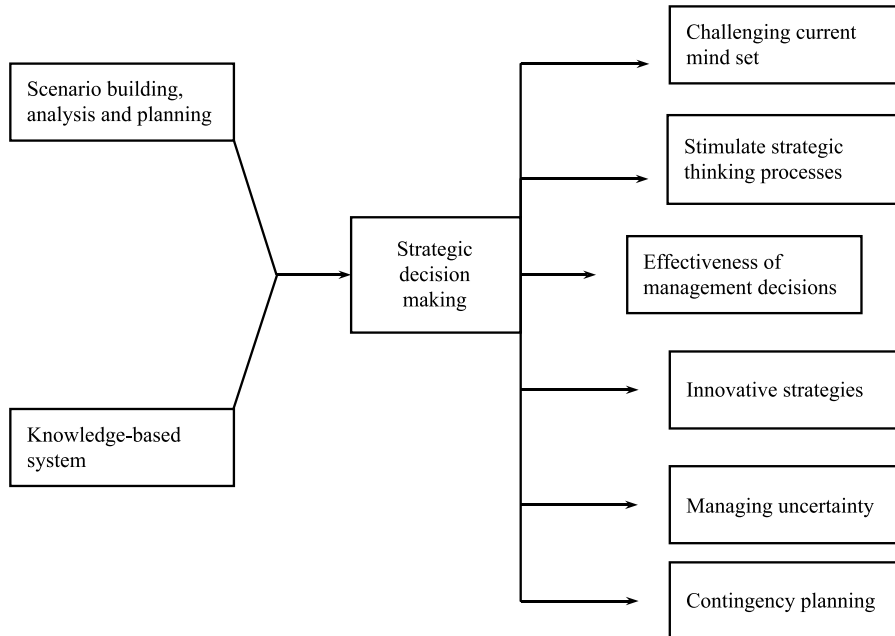 Scenario building,
analysis and planning
Knowledge-based
system
Strategic
decision
making
Challenging current
mind set
Stimulate strategic
thinking processes
Effectiveness of
management decisions
Innovative strategies
Managing uncertainty
Contingency planning